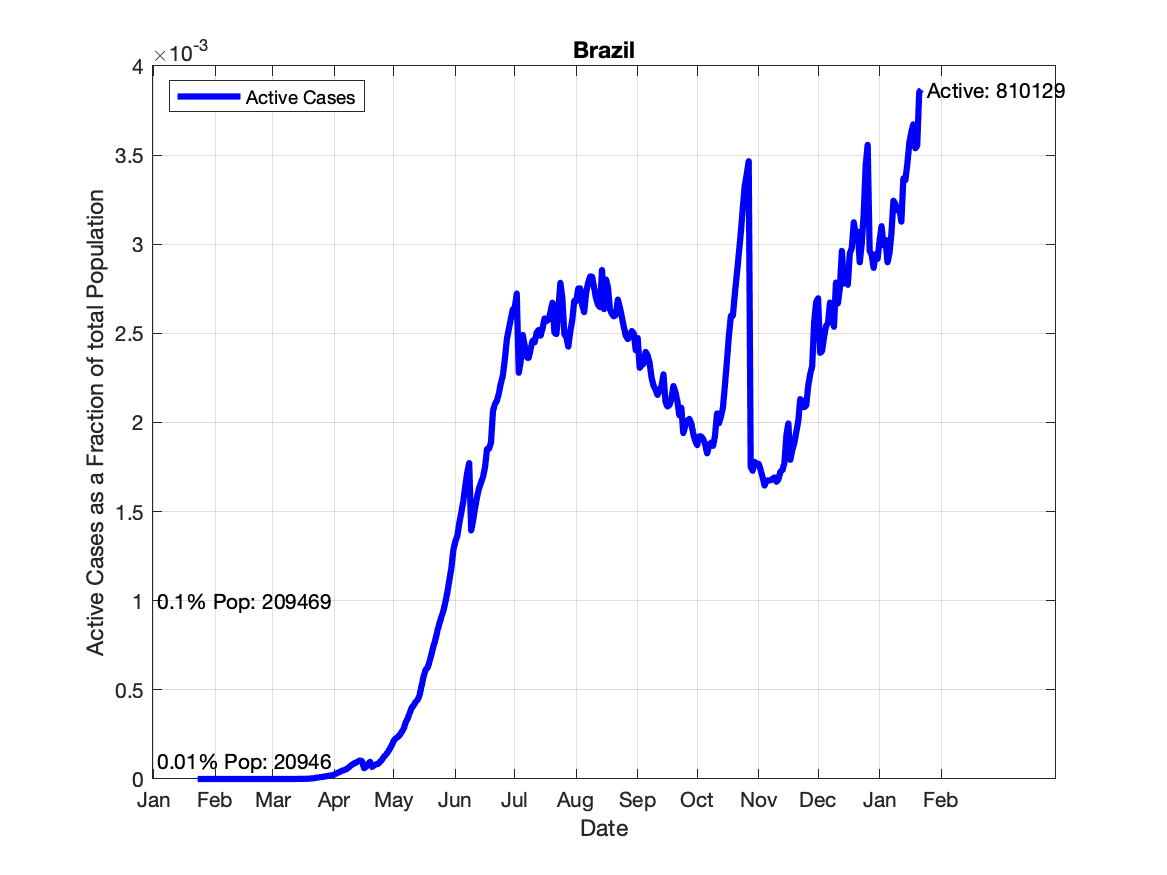 Brazil
×10-3
Active Cases
Active: 810129
4
3.5
3
2.5
2
1.5
1
0.5
0
Active Cases as a Fraction of total Population
0.1% Pop: 209469
0.01% Pop: 20946
Jan Feb Mar Apr May Jun Jul Aug Sep Oct Nov Dec Jan Feb
Date